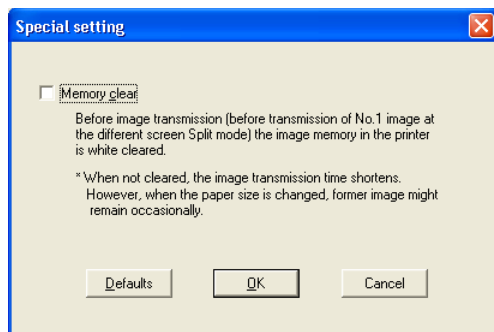 Special setting
Memory clear
Before image transmission (before transmission of No.1 image at
the different screen Split mode) the image memory in the printer
is white cleared.
* When not cleared, the image transmission time shortens.
However, when the paper size is changed, former image might
remain occasionally.
Defaults OK Cancel